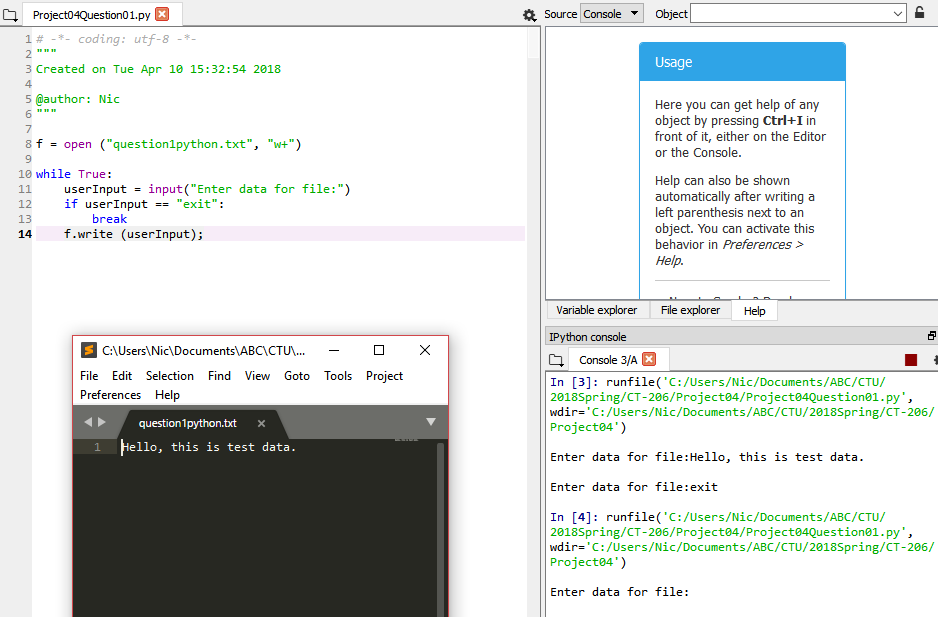 Project04Question01.py
1 # -*- coding: utf-8 -*-
2 """
3 Created on Tue Apr 10 15:32:54 2018
4
5 @author: Nic
6 """
7
8 f = open ("question1python.txt", "w+")
9
10 while True:
11 userInput = input("Enter data for file:")
12 if userInput == "exit":
13 break
14 f.write (userInput);
C:\Users\Nic\Documents\ABC\CTU\...
File Edit Selection Find View Goto Tools Project
Preferences Help
question1python.txt
1 Hello, this is test data.
Source Console Object
Usage
Here you can get help of any
object by pressing Ctrl+I in
front of it, either on the Editor
or the Console.
Help can also be shown
automatically after writing a
left parenthesis next to an
object. You can activate this
behavior in Preferences >
Help.
Variable explorer File explorer Help
IPython console
Console 3/A
In [3]: runfile('C:/Users/Nic/Documents/ABC/CTU/
2018Spring/CT-206/Project04/Project04Question01.py',
wdir='C:/Users/Nic/Documents/ABC/CTU/2018Spring/CT-206/
Project04')
Enter data for file:Hello, this is test data.
Enter data for file:exit
In [4]: runfile('C:/Users/Nic/Documents/ABC/CTU/
2018Spring/CT-206/Project04/Project04Question01.py',
wdir='C:/Users/Nic/Documents/ABC/CTU/2018Spring/CT-206/
Project04')
Enter data for file: